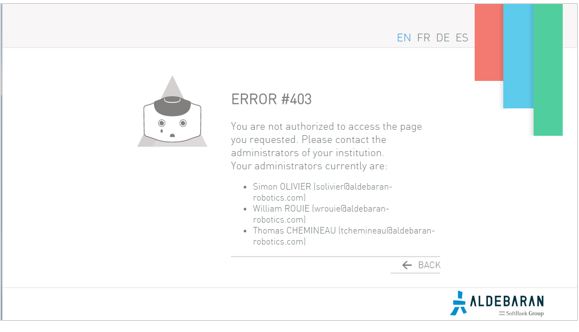 EN FR DE ES
ERROR #403
You are not authorized to access the page
you requested. Please contact the
administrators of your institution.
Your administrators currently are:
• Simon OLIVIER (solivier@aldebaran-
robotics.com)
• William ROUIE (wrouie@aldebaran-
robotics.com)
• Thomas CHEMINEAU (tchemineau@aldebaran-
robotics.com)
← BACK
ALDEBARAN
SoftBank Group